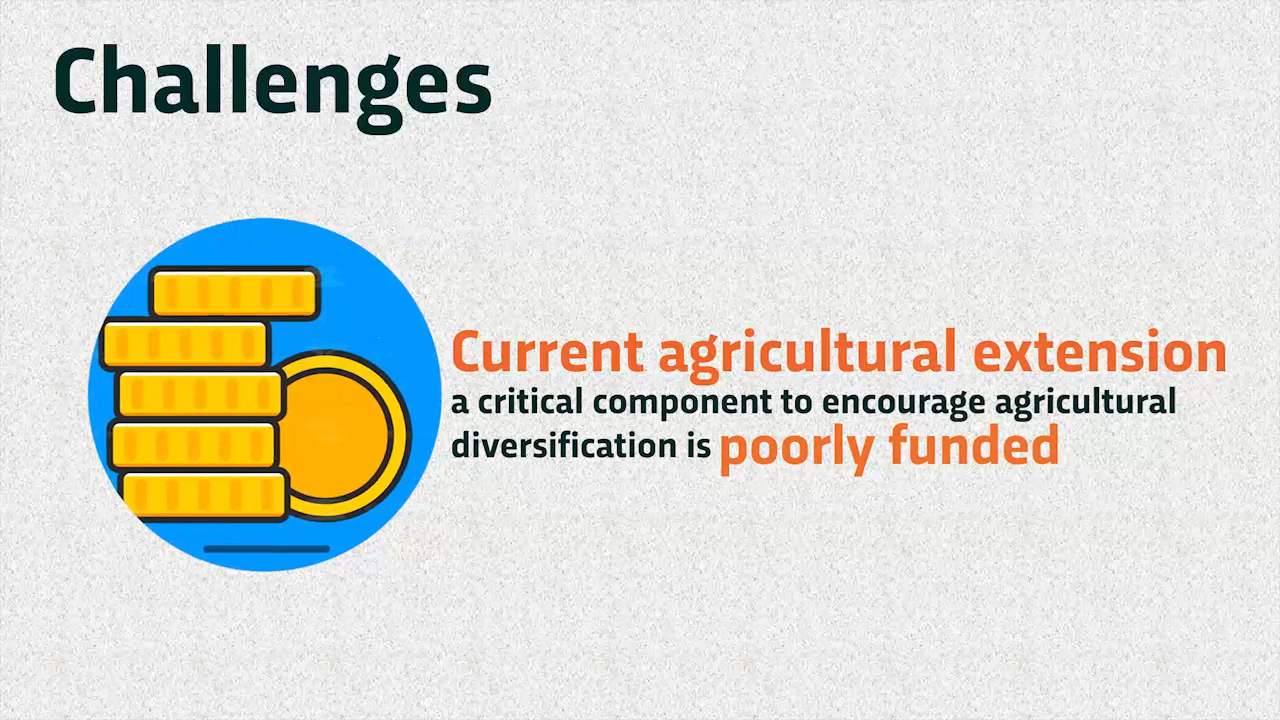 Challenges
Current agricultural extension
a critical component to encourage agricultural
diversification is poorly funded